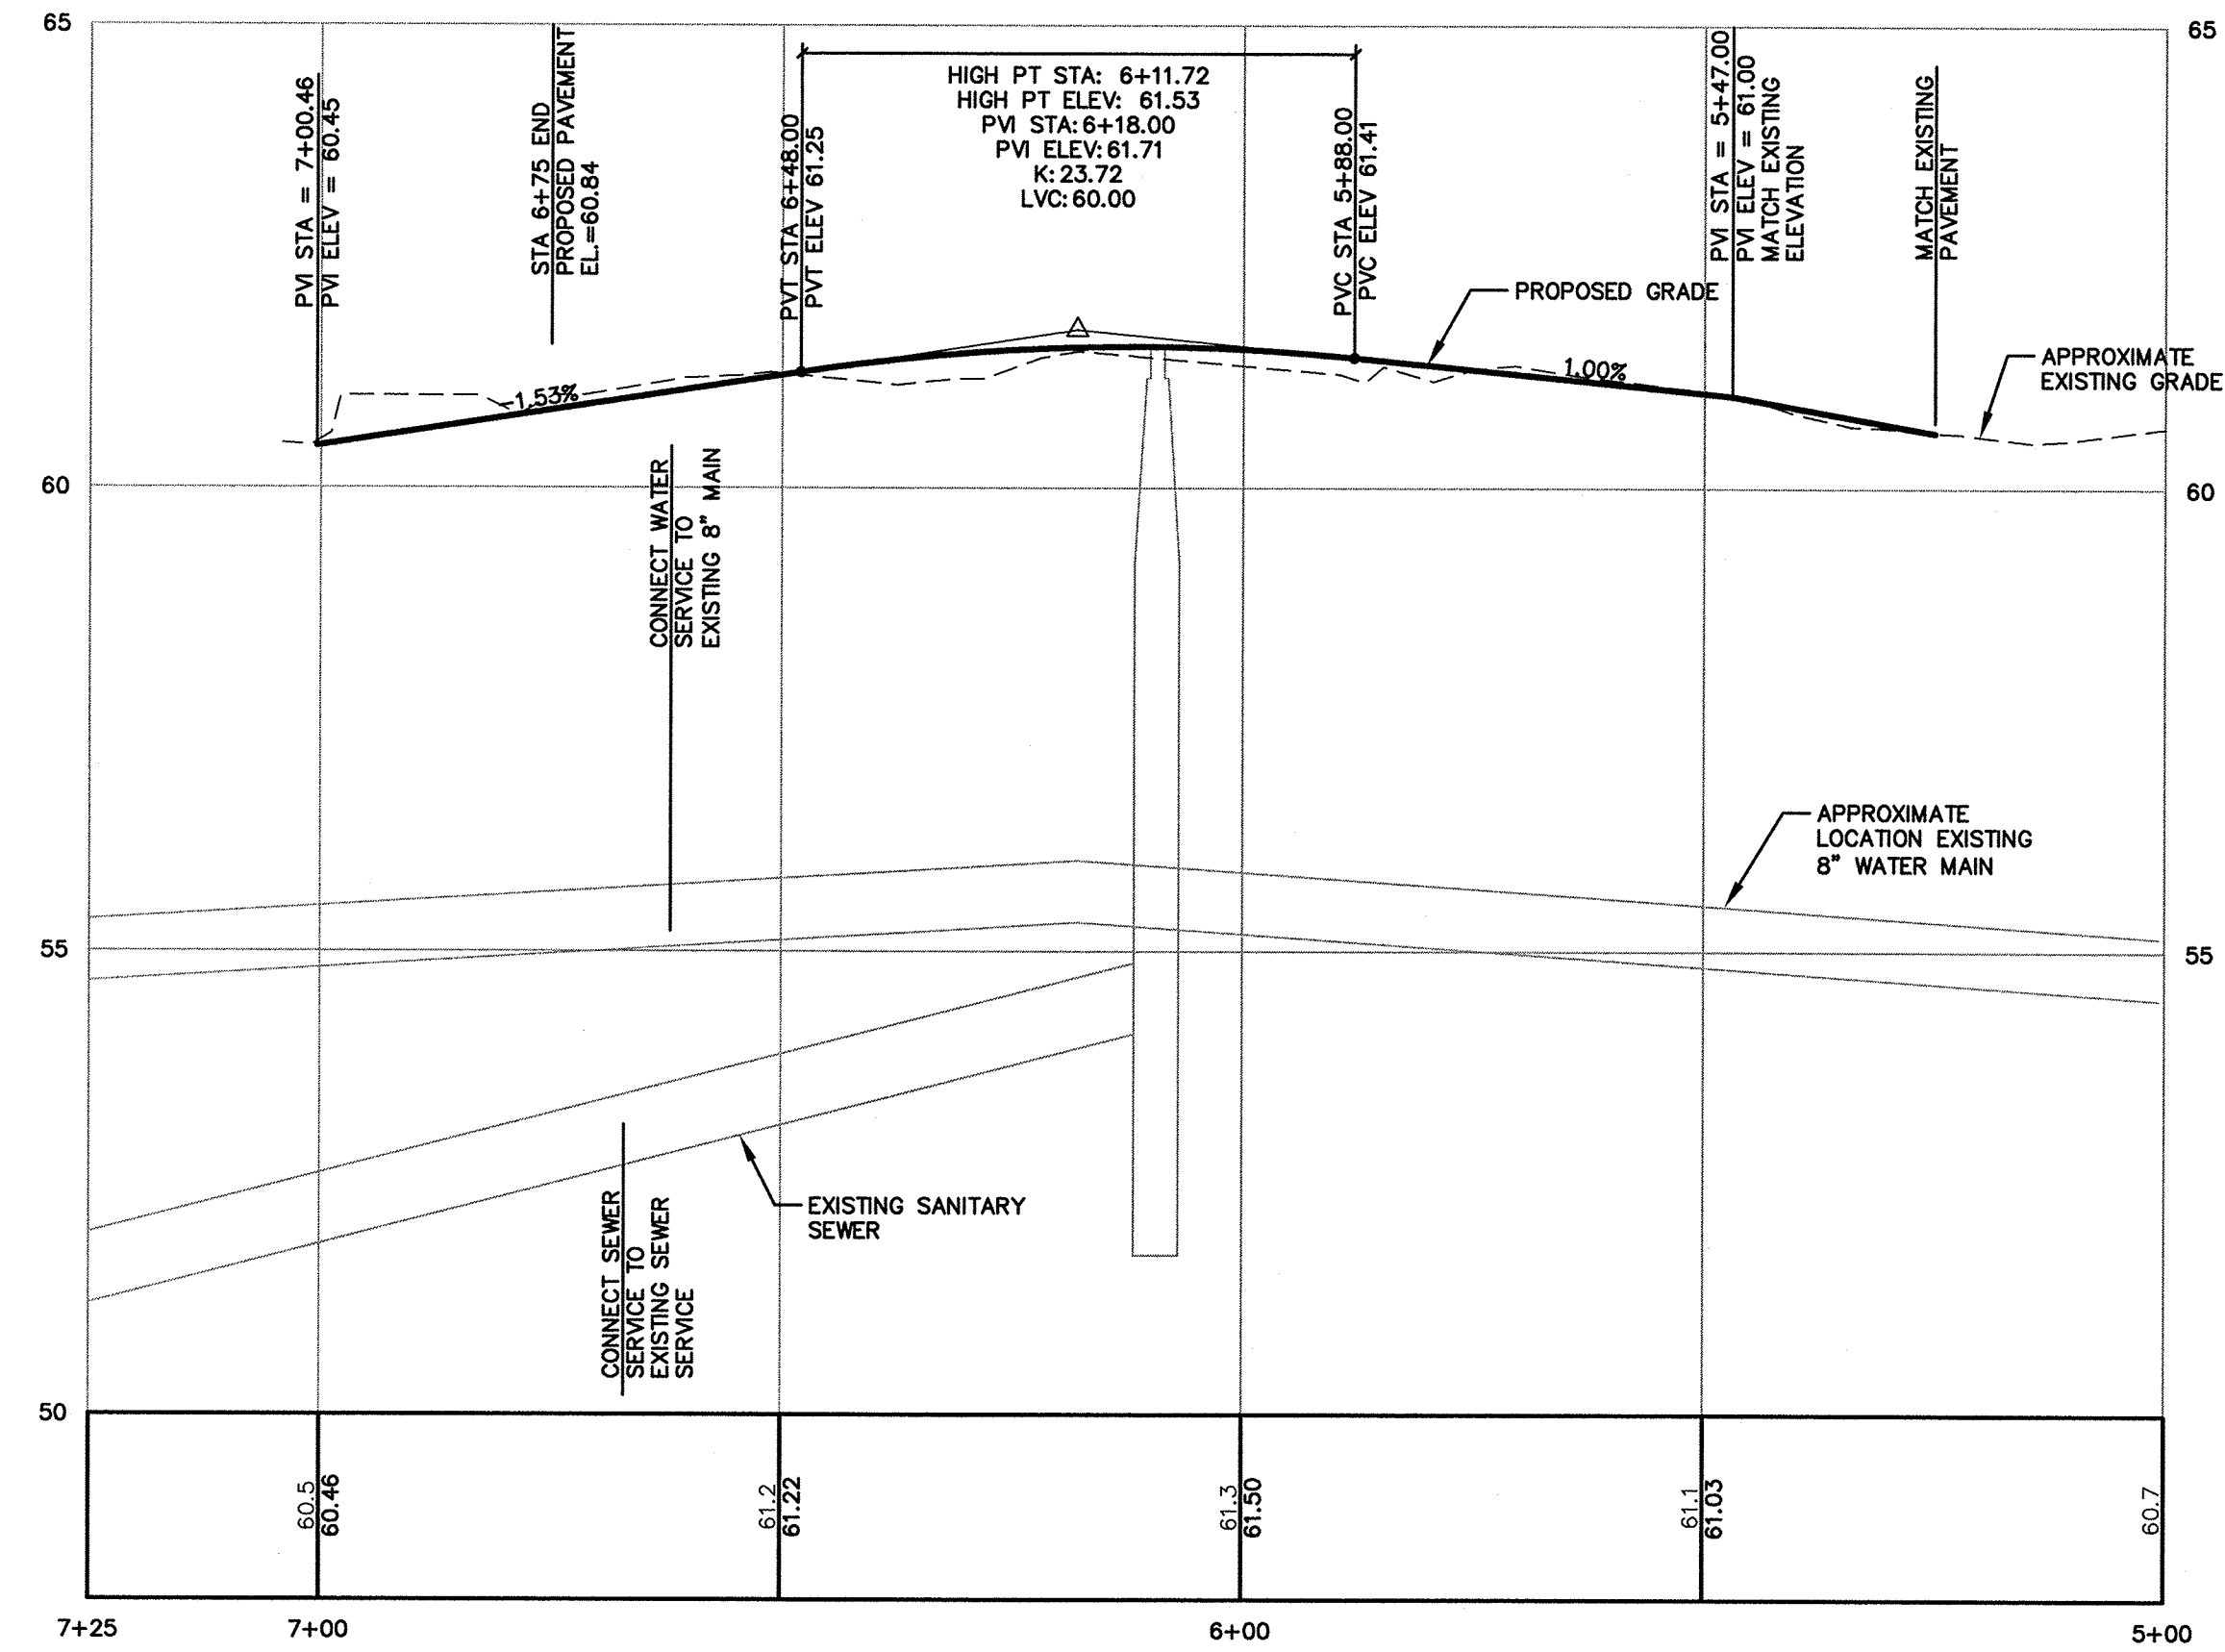 65
65
PVI STA = 7+00.46
PVI ELEV = 60.45
STA 6+75 END
PROPOSED PAVEMENT
EL.=60.84
PVT STA 6+48.00
PVT ELEV 61.25
HIGH PT STA: 6+11.72
HIGH PT ELEV: 61.53
PVI STA: 6+18.00
PVI ELEV: 61.71
K: 23.72
LVC: 60.00
PVC STA 5+88.00
PVC ELEV 61.41
PVI STA = 5+47.00
PVI ELEV = 61.00
MATCH EXISTING
ELEVATION
MATCH EXISTING
PAVEMENT
PROPOSED GRADE
APPROXIMATE
EXISTING GRADE
-1.53%
1.00%
60
60
CONNECT WATER
SERVICE TO
EXISTING 8" MAIN
APPROXIMATE
LOCATION EXISTING
8" WATER MAIN
55
55
EXISTING SANITARY
SEWER
CONNECT SEWER
SERVICE TO
EXISTING SEWER
SERVICE
50
60.5
60.46
61.2
61.22
61.3
61.50
61.1
61.03
60.7
7+25
7+00
6+00
5+00